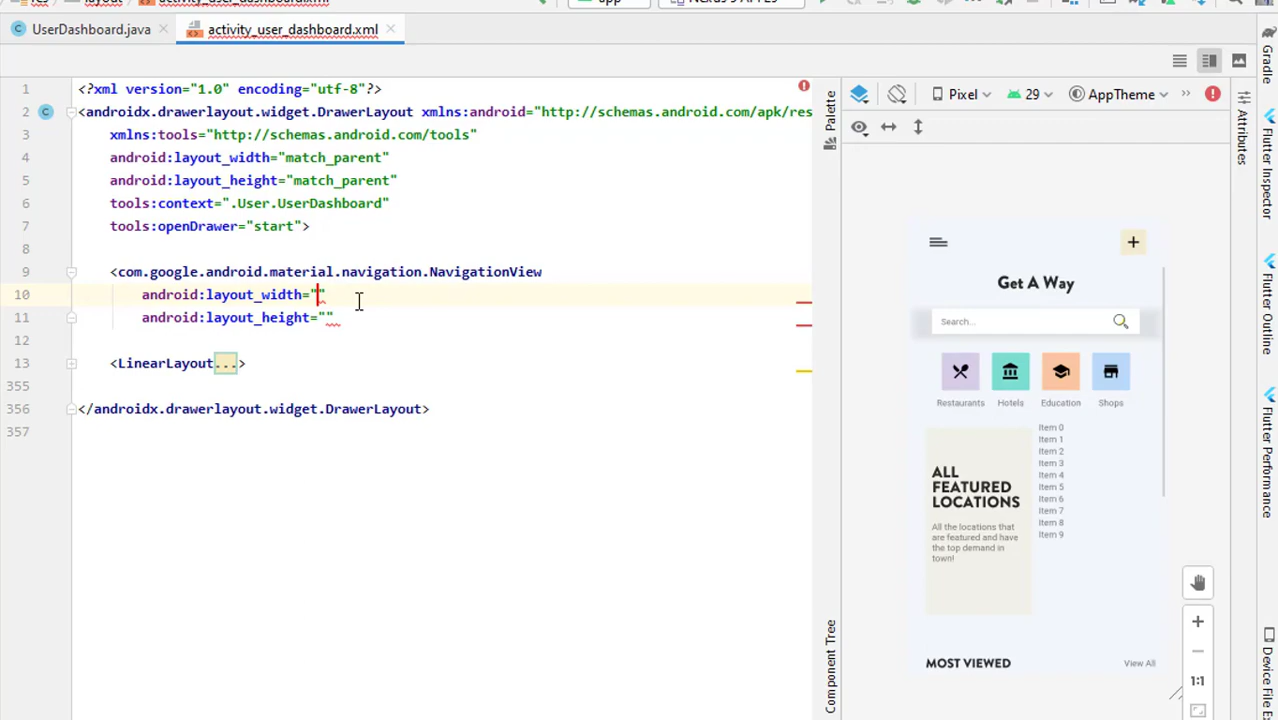 UserDashboard.java
activity_user_dashboard.xml
1 <?xml version="1.0" encoding="utf-8"?>
2 <androidx.drawerlayout.widget.DrawerLayout xmlns:android="http://schemas.android.com/apk/res
3 xmlns:tools="http://schemas.android.com/tools"
4 android:layout_width="match_parent"
5 android:layout_height="match_parent"
6 tools:context=".User.UserDashboard"
7 tools:openDrawer="start">
8
9 <com.google.android.material.navigation.NavigationView
10 android:layout_width=""
11 android:layout_height=""
12
13 <LinearLayout...>
355
356 </androidx.drawerlayout.widget.DrawerLayout>
357
Palette
Component Tree
Pixel
29
AppTheme
Get A Way
Search...
Restaurants
Hotels
Education
Shops
ALL
FEATURED
LOCATIONS
All the locations that
are featured and have
the top demand in
town!
Item 0
Item 1
Item 2
Item 3
Item 4
Item 5
Item 6
Item 7
Item 8
Item 9
MOST VIEWED
View All
1:1
Attributes
Gradle
Flutter Inspector
Flutter Outline
Flutter Performance